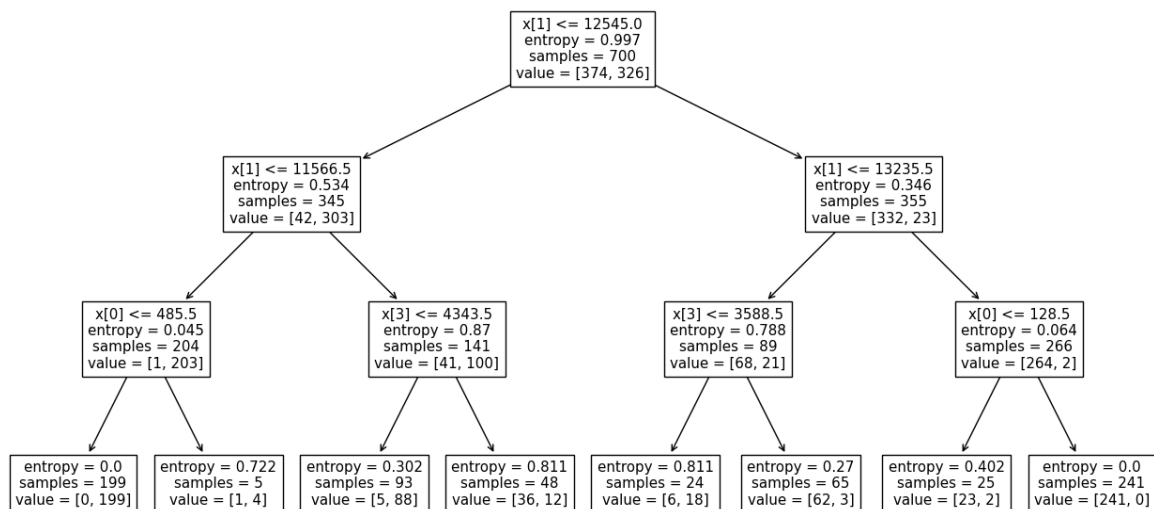 x[1] <= 12545.0
entropy = 0.997
samples = 700
value = [374, 326]
x[1] <= 11566.5
entropy = 0.534
samples = 345
value = [42, 303]
x[1] <= 13235.5
entropy = 0.346
samples = 355
value = [332, 23]
x[0] <= 485.5
entropy = 0.045
samples = 204
value = [1, 203]
x[3] <= 4343.5
entropy = 0.87
samples = 141
value = [41, 100]
x[3] <= 3588.5
entropy = 0.788
samples = 89
value = [68, 21]
x[0] <= 128.5
entropy = 0.064
samples = 266
value = [264, 2]
entropy = 0.0
samples = 199
value = [0, 199]
entropy = 0.722
samples = 5
value = [1, 4]
entropy = 0.302
samples = 93
value = [5, 88]
entropy = 0.811
samples = 48
value = [36, 12]
entropy = 0.811
samples = 24
value = [6, 18]
entropy = 0.27
samples = 65
value = [62, 3]
entropy = 0.402
samples = 25
value = [23, 2]
entropy = 0.0
samples = 241
value = [241, 0]